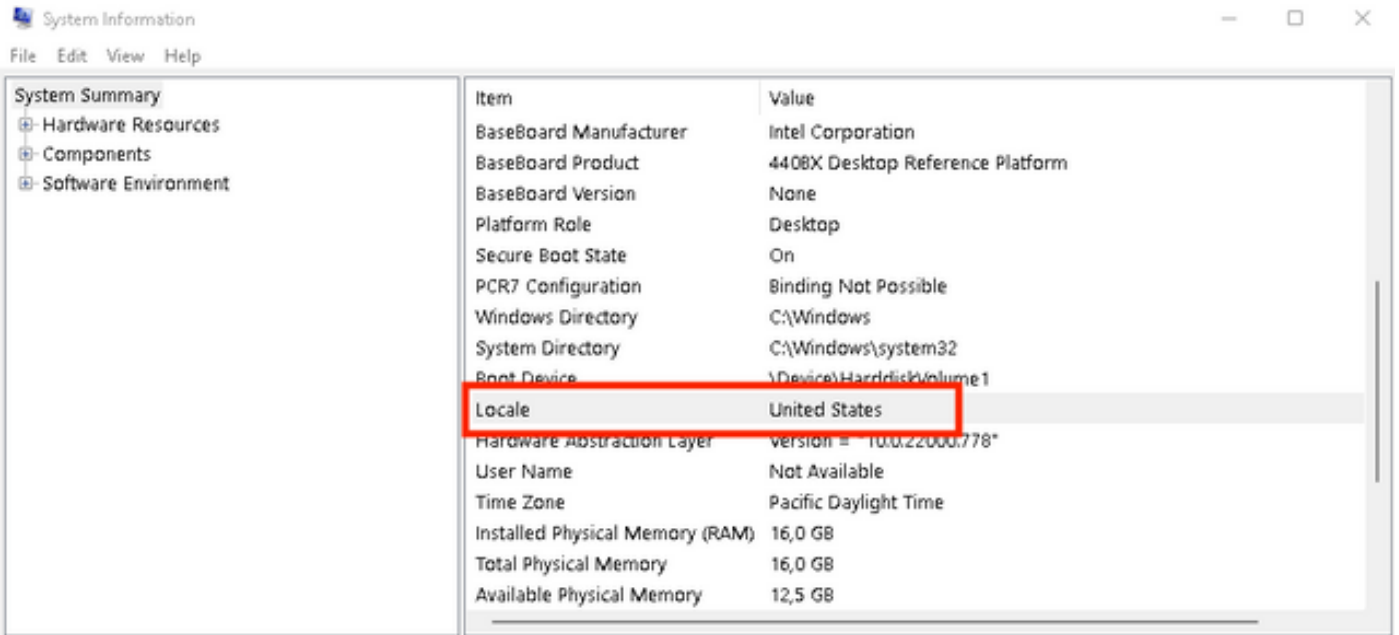 System Information
File Edit View Help
System Summary
Hardware Resources
Components
Software Environment
Item Value
BaseBoard Manufacturer Intel Corporation
BaseBoard Product 440BX Desktop Reference Platform
BaseBoard Version None
Platform Role Desktop
Secure Boot State On
PCR7 Configuration Binding Not Possible
Windows Directory C:\Windows
System Directory C:\Windows\system32
Boot Device \Device\HarddiskVolume1
Locale United States
Hardware Abstraction Layer Version = "10.0.22000.778"
User Name Not Available
Time Zone Pacific Daylight Time
Installed Physical Memory (RAM) 16,0 GB
Total Physical Memory 16,0 GB
Available Physical Memory 12,5 GB